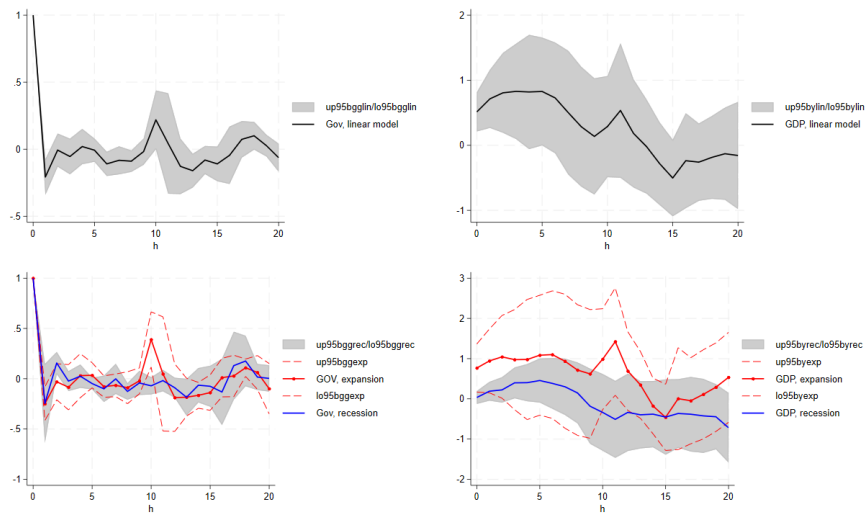 1
.5
0
-.5
0
5
10
15
20
h
up95bgglin/lo95bgglin
Gov, linear model
2
1
0
-1
0
5
10
15
20
h
up95bylin/lo95bylin
GDP, linear model
1
.5
0
-.5
-1
0
5
10
15
20
h
up95bggrec/lo95bggrec
up95bggexp
GOV, expansion
lo95bggexp
Gov, recession
3
2
1
0
-1
-2
0
5
10
15
20
h
up95byrec/lo95byrec
up95byexp
GDP, expansion
lo95byexp
GDP, recession